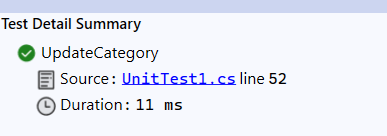 Test Detail Summary
UpdateCategory
Source: UnitTest1.cs line 52
Duration: 11 ms